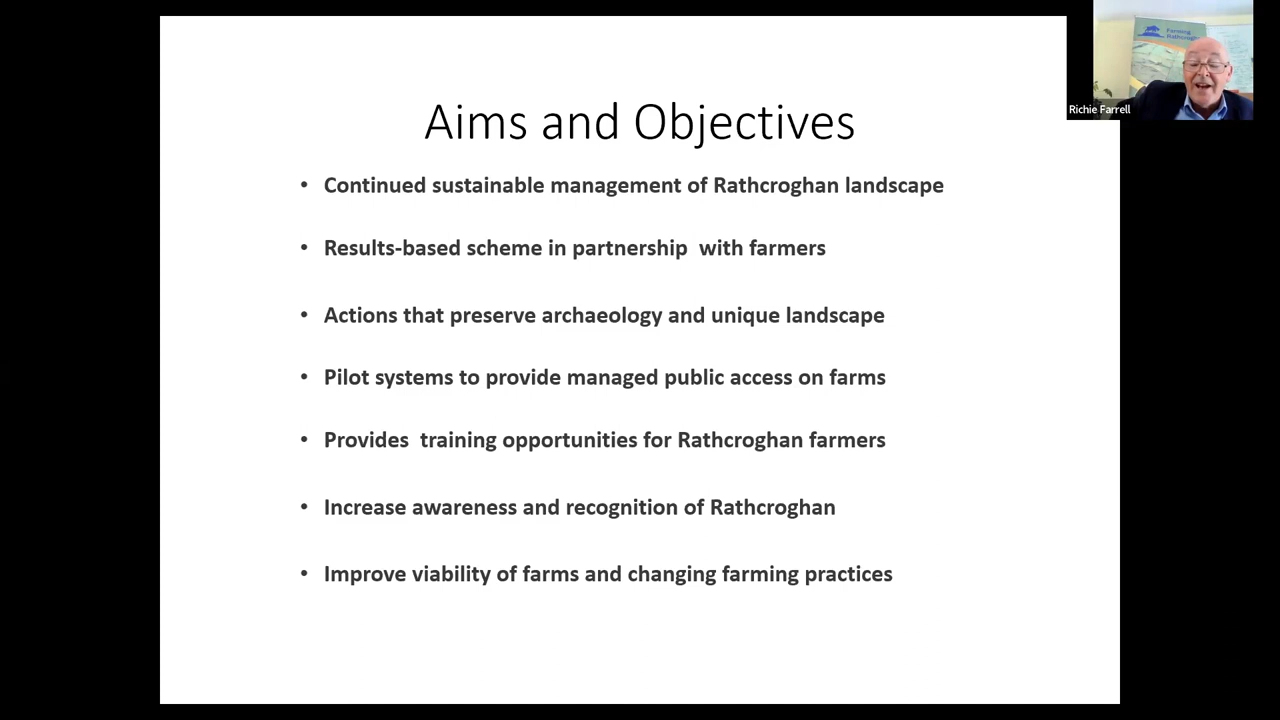 Aims and Objectives
• Continued sustainable management of Rathcroghan landscape
• Results-based scheme in partnership  with farmers
• Actions that preserve archaeology and unique landscape
• Pilot systems to provide managed public access on farms
• Provides  training opportunities for Rathcroghan farmers
• Increase awareness and recognition of Rathcroghan
• Improve viability of farms and changing farming practices
Farming
Rathcroghan
Richie Farrell